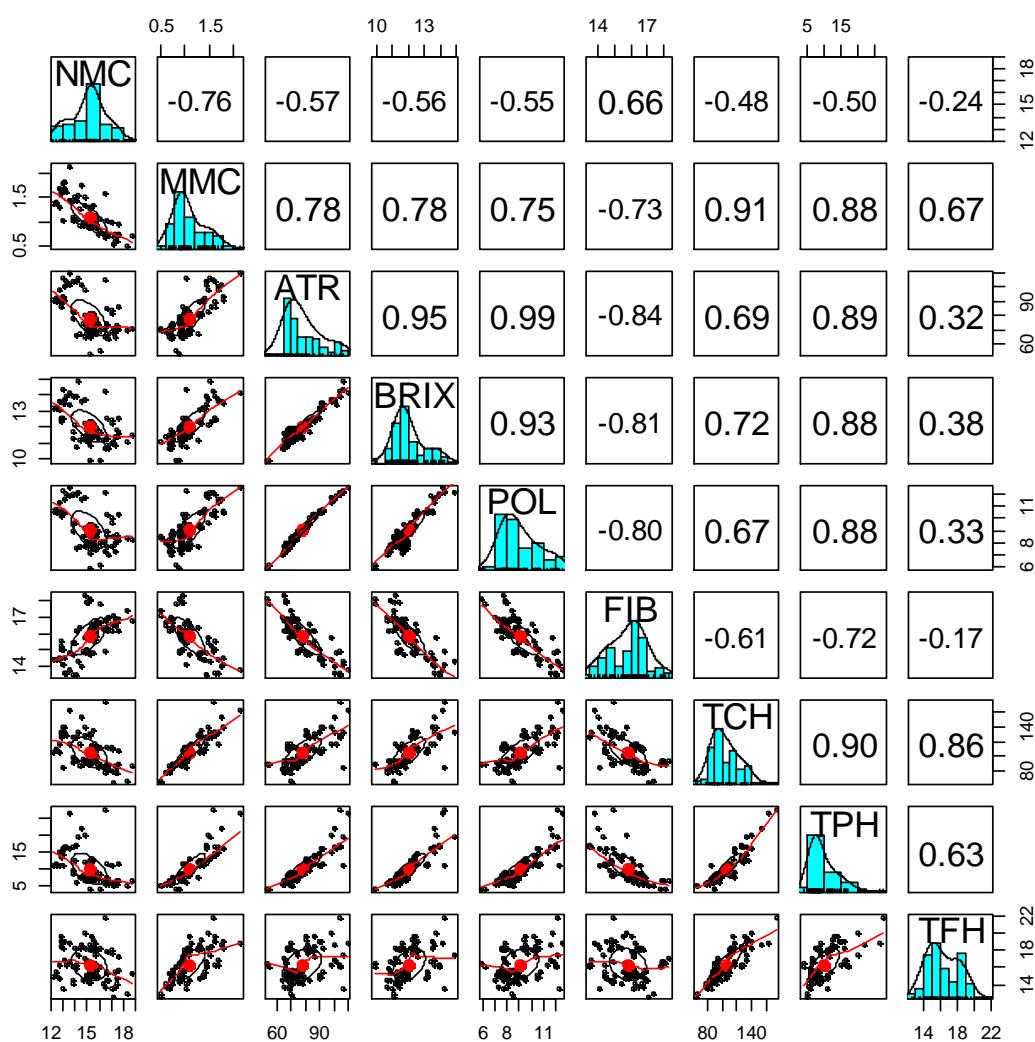 0.5 1.5 10 13 14 17 5 15
NMC -0.76 -0.57 -0.56 -0.55 0.66 -0.48 -0.50 -0.24 12 15 18
0.5 1.5 MMC 0.78 0.78 0.75 -0.73 0.91 0.88 0.67
ATR 0.95 0.99 -0.84 0.69 0.89 0.32 60 90
10 13 BRIX 0.93 -0.81 0.72 0.88 0.38
POL -0.80 0.67 0.88 0.33 6 8 11
14 17 FIB -0.61 -0.72 -0.17
TCH 0.90 0.86 80 140
5 15 TPH 0.63
TFH 14 18 22
12 15 18 60 90 6 8 11 80 140 14 18 22